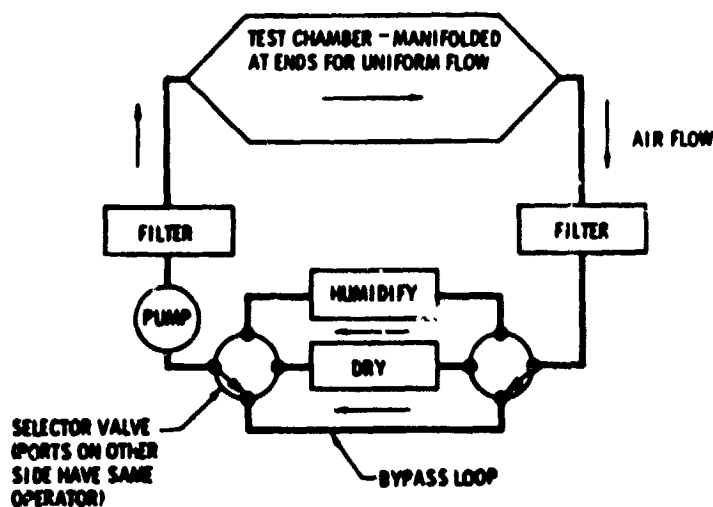 TEST CHAMBER - MANIFOLDED
AT ENDS FOR UNIFORM FLOW
AIR FLOW
FILTER
FILTER
HUMIDIFY
PUMP
DRY
SELECTOR VALVE
(PORTS ON OTHER
SIDE HAVE SAME
OPERATOR)
BYPASS LOOP